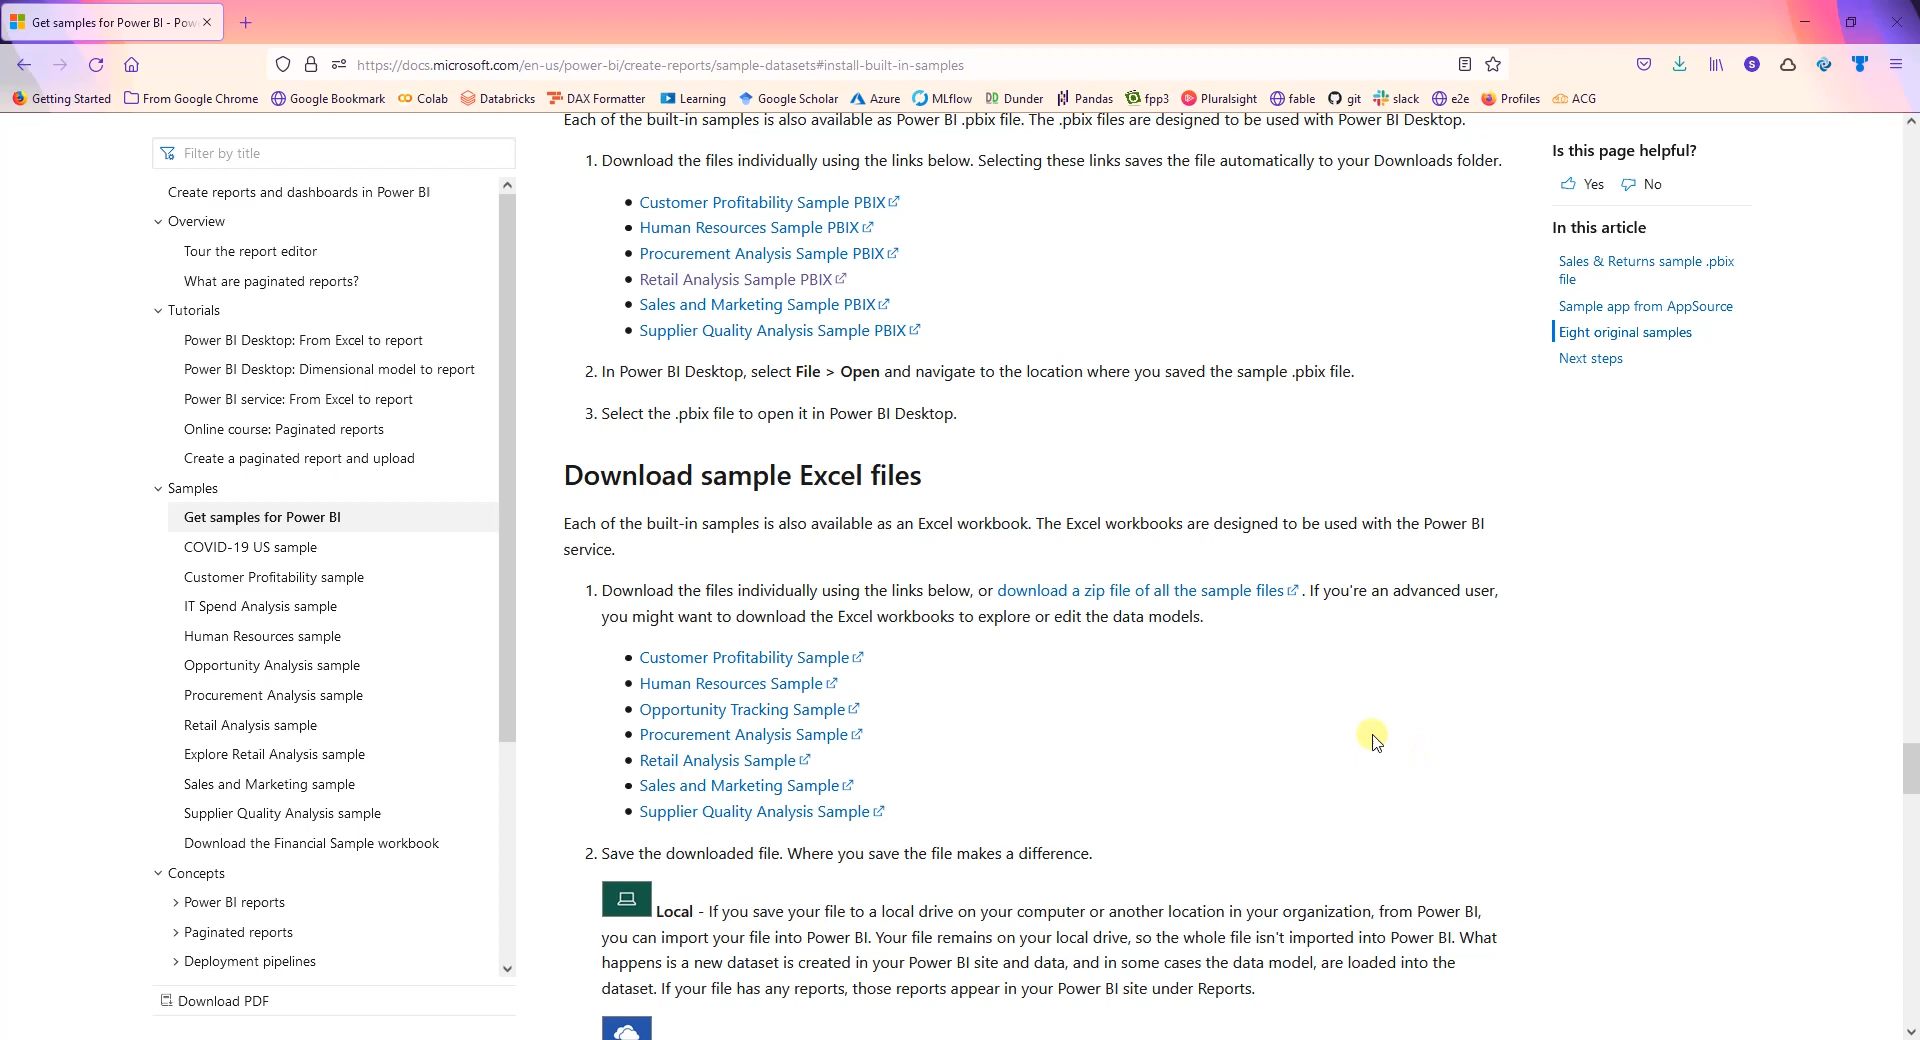 Get samples for Power BI - Pow
https://docs.microsoft.com/en-us/power-bi/create-reports/sample-datasets#install-built-in-samples
S
Getting Started From Google Chrome Google Bookmark Colab Databricks DAX Formatter Learning Google Scholar Azure MLflow Dunder Pandas fpp3 Pluralsight fable git slack e2e Profiles ACG
Filter by title
Create reports and dashboards in Power BI
Overview
Tour the report editor
What are paginated reports?
Tutorials
Power BI Desktop: From Excel to report
Power BI Desktop: Dimensional model to report
Power BI service: From Excel to report
Online course: Paginated reports
Create a paginated report and upload
Samples
Get samples for Power BI
COVID-19 US sample
Customer Profitability sample
IT Spend Analysis sample
Human Resources sample
Opportunity Analysis sample
Procurement Analysis sample
Retail Analysis sample
Explore Retail Analysis sample
Sales and Marketing sample
Supplier Quality Analysis sample
Download the Financial Sample workbook
Concepts
Power BI reports
Paginated reports
Deployment pipelines
Download PDF
Each of the built-in samples is also available as Power BI .pbix file. The .pbix files are designed to be used with Power BI Desktop.
1. Download the files individually using the links below. Selecting these links saves the file automatically to your Downloads folder.
• Customer Profitability Sample PBIX
• Human Resources Sample PBIX
• Procurement Analysis Sample PBIX
• Retail Analysis Sample PBIX
• Sales and Marketing Sample PBIX
• Supplier Quality Analysis Sample PBIX
2. In Power BI Desktop, select File > Open and navigate to the location where you saved the sample .pbix file.
3. Select the .pbix file to open it in Power BI Desktop.
Download sample Excel files
Each of the built-in samples is also available as an Excel workbook. The Excel workbooks are designed to be used with the Power BI
service.
1. Download the files individually using the links below, or download a zip file of all the sample files. If you're an advanced user,
you might want to download the Excel workbooks to explore or edit the data models.
• Customer Profitability Sample
• Human Resources Sample
• Opportunity Tracking Sample
• Procurement Analysis Sample
• Retail Analysis Sample
• Sales and Marketing Sample
• Supplier Quality Analysis Sample
2. Save the downloaded file. Where you save the file makes a difference.
Local - If you save your file to a local drive on your computer or another location in your organization, from Power BI,
you can import your file into Power BI. Your file remains on your local drive, so the whole file isn't imported into Power BI. What
happens is a new dataset is created in your Power BI site and data, and in some cases the data model, are loaded into the
dataset. If your file has any reports, those reports appear in your Power BI site under Reports.
Is this page helpful?
Yes No
In this article
Sales & Returns sample .pbix
file
Sample app from AppSource
Eight original samples
Next steps